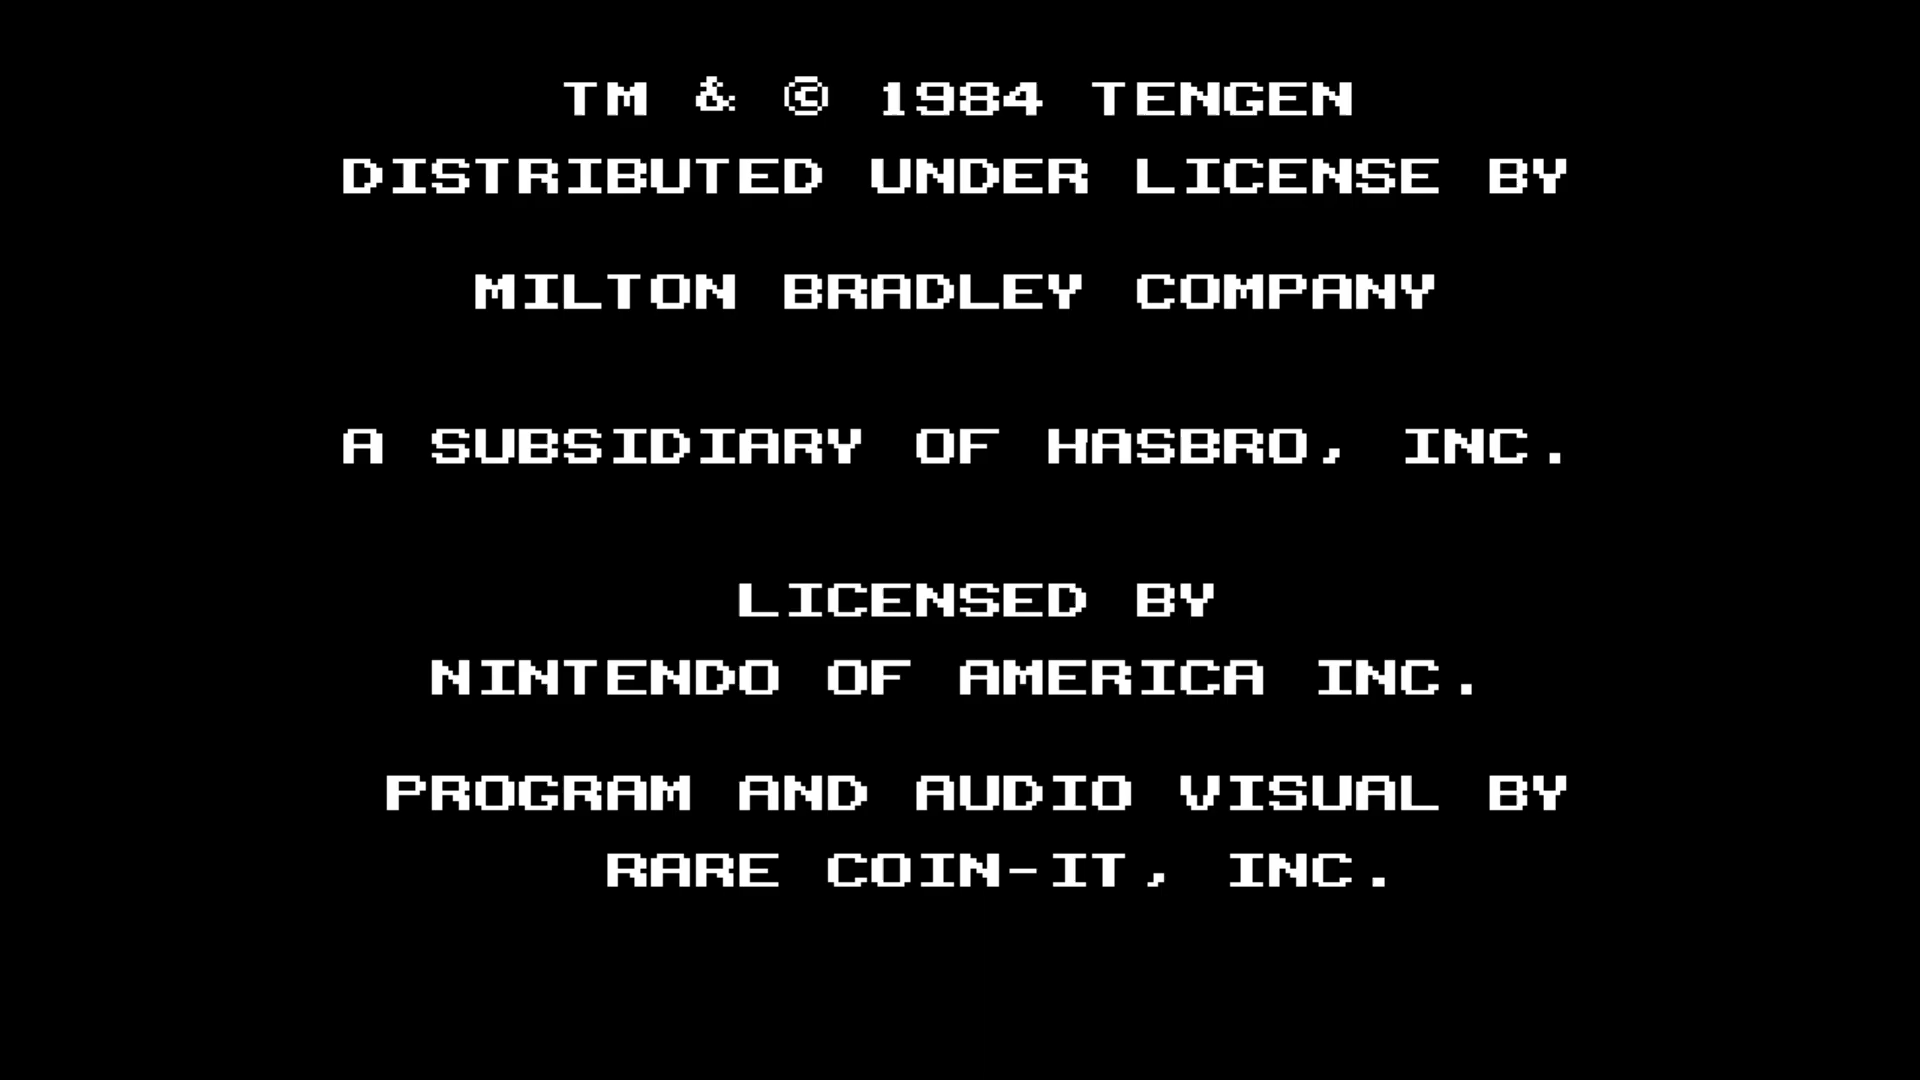 TM & © 1984 TENGEN
DISTRIBUTED UNDER LICENSE BY
MILTON BRADLEY COMPANY
A SUBSIDIARY OF HASBRO, INC.
LICENSED BY
NINTENDO OF AMERICA INC.
PROGRAM AND AUDIO VISUAL BY
RARE COIN-IT, INC.